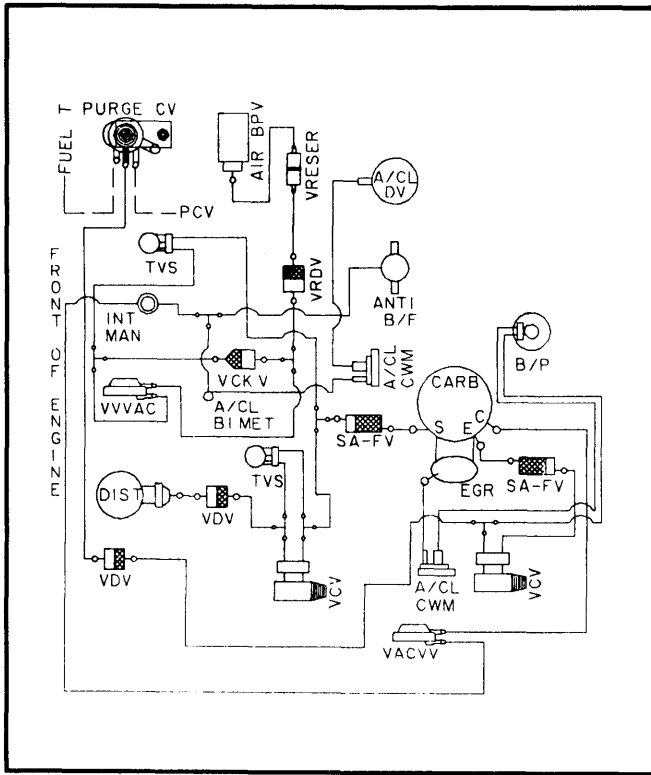 FUEL T
PURGE CV
AIR BPV
VRESER
A/CL
DV
PCV
TVS
VRDV
ANTI
B/F
FRONT OF ENGINE
INT
MAN
B/P
VCKV
A/CL
CWM
CARB
VVVAC
A/CL
BIMET
S E C
SA-FV
TVS
EGR
SA-FV
DIST
VDV
VDV
VCV
A/CL
CWM
VCV
VACVV